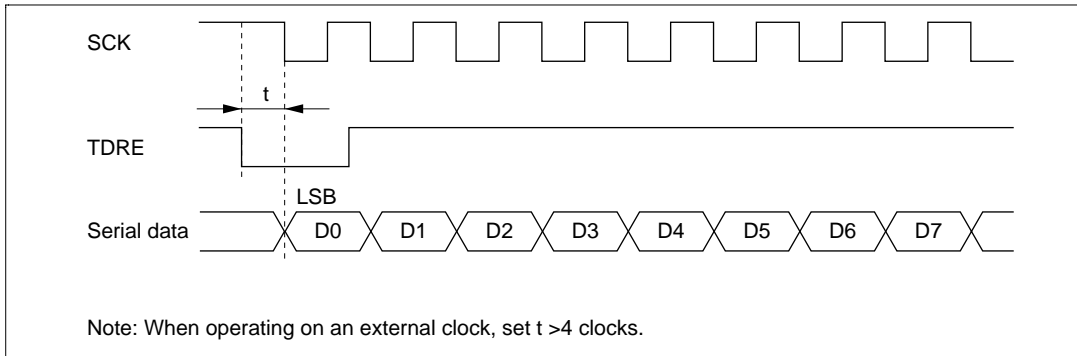 SCK
t
TDRE
LSB
Serial data D0 D1 D2 D3 D4 D5 D6 D7
Note: When operating on an external clock, set t >4 clocks.